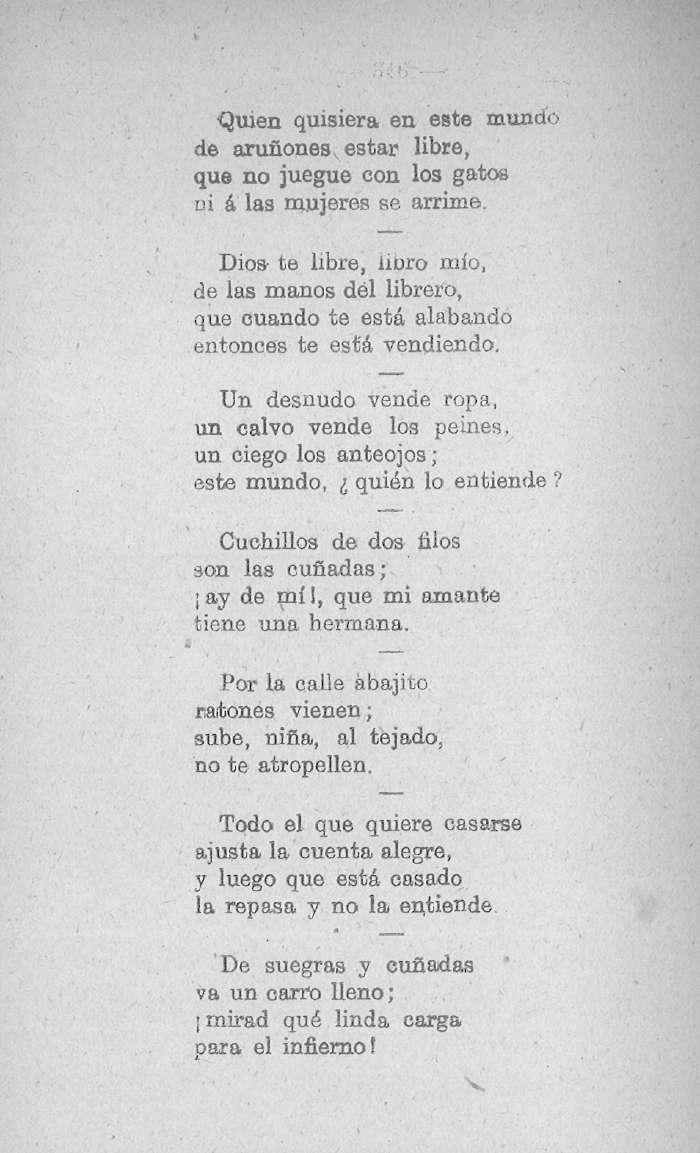 Quien quisiera en este mundo
de aruñones estar libre,
que no juegue con los gatos
ni á las mujeres se arrime.
—
Dios te libre, libro mío,
de las manos del librero,
que cuando te está alabando
entonces te está vendiendo.
—
Un desnudo vende ropa,
un calvo vende los peines,
un ciego los anteojos;
este mundo, ¿quién lo entiende?
—
Cuchillos de dos filos
son las cuñadas;
¡ay de mí!, que mi amante
tiene una hermana.
—
Por la calle abajito
ratones vienen;
sube, niña, al tejado,
no te atropellen.
—
Todo el que quiere casarse
ajusta la cuenta alegre,
y luego que está casado
la repasa y no la entiende.
—
De suegras y cuñadas
va un carro lleno;
¡mirad qué linda carga
para el infierno!